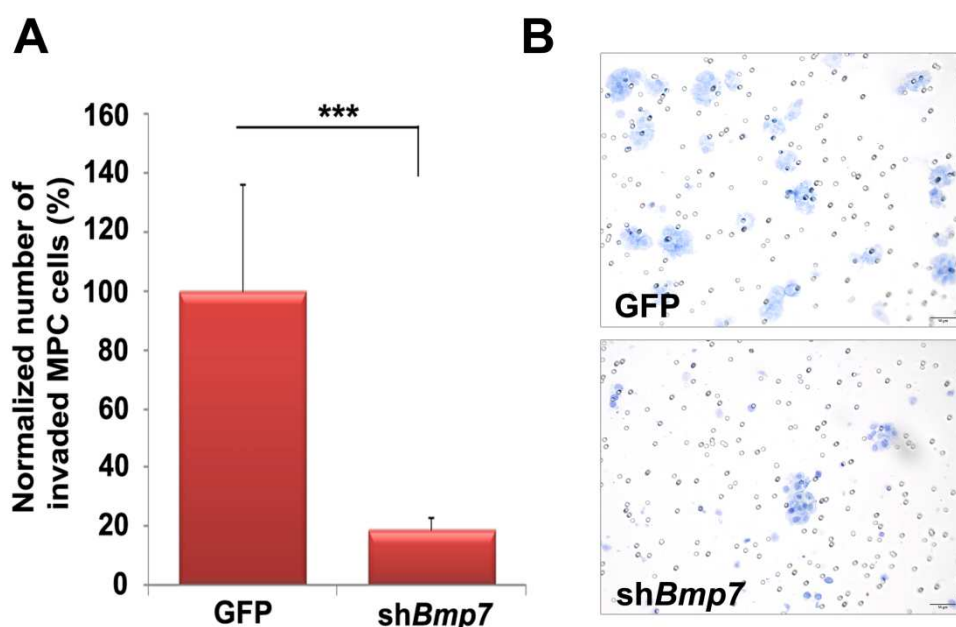 A
B
Normalized number of
invaded MPC cells (%)
160
140
120
100
80
60
40
20
0
***
GFP
shBmp7
GFP
shBmp7